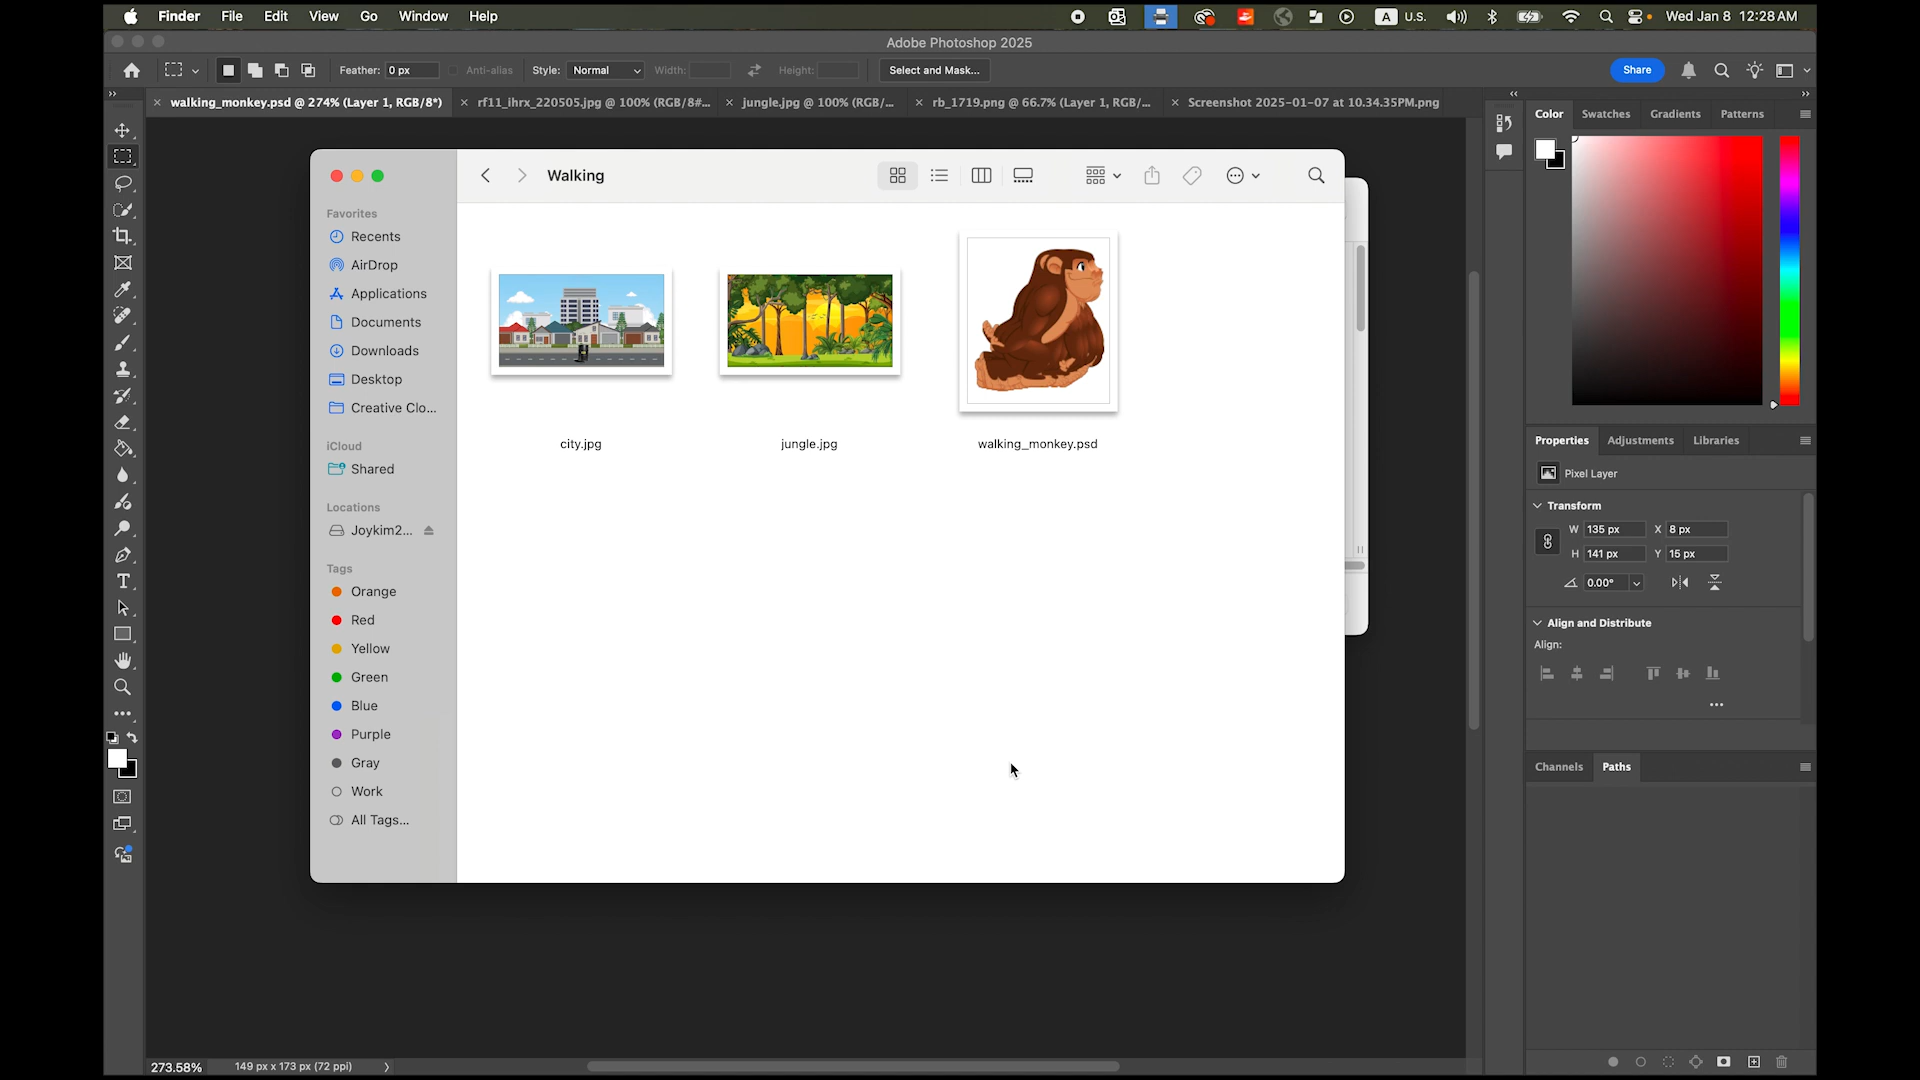 Finder File Edit View Go Window Help
A U.S. Wed Jan 8 12:28 AM
Adobe Photoshop 2025
Feather: 0 px Anti-alias Style: Normal Width: Height: Select and Mask... Share
walking_monkey.psd @ 274% (Layer 1, RGB/8*) rf11_ihrx_220505.jpg @ 100% (RGB/8#... jungle.jpg @ 100% (RGB/... rb_1719.png @ 66.7% (Layer 1, RGB/... Screenshot 2025-01-07 at 10.34.35PM.png
Color Swatches Gradients Patterns
Walking
Favorites
Recents
AirDrop
Applications
Documents
Downloads
Desktop
Creative Clo...
iCloud
Shared
Locations
Joykim2...
Tags
Orange
Red
Yellow
Green
Blue
Purple
Gray
Work
All Tags...
city.jpg
jungle.jpg
walking_monkey.psd
Properties Adjustments Libraries
Pixel Layer
Transform
W 135 px X 8 px
H 141 px Y 15 px
0.00°
Align and Distribute
Align:
Channels Paths
273.58% 149 px x 173 px (72 ppi)